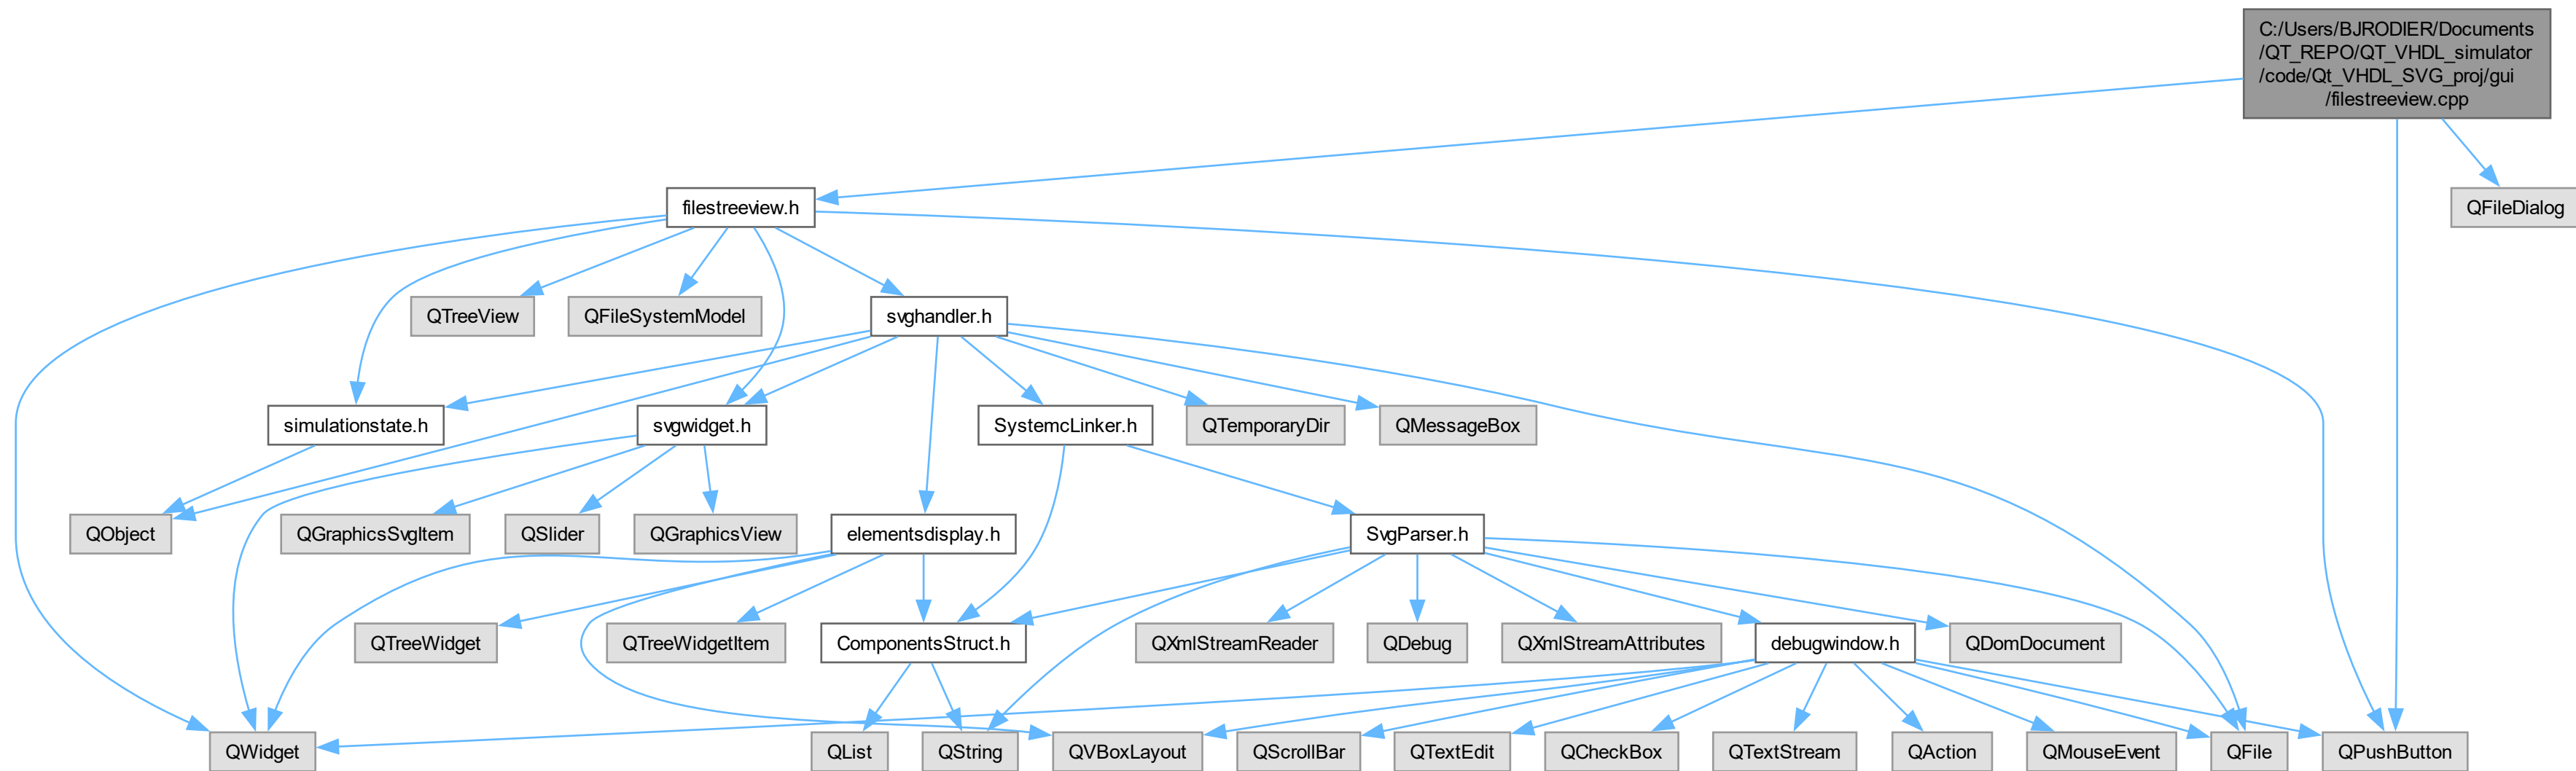 C:/Users/BJRODIER/Documents
/QT_REPO/QT_VHDL_simulator
/code/Qt_VHDL_SVG_proj/gui
/filestreeview.cpp
filestreeview.h
QFileDialog
QTreeView
QFileSystemModel
svghandler.h
simulationstate.h
svgwidget.h
SystemcLinker.h
QTemporaryDir
QMessageBox
QObject
QGraphicsSvgItem
QSlider
QGraphicsView
elementsdisplay.h
SvgParser.h
QTreeWidget
QTreeWidgetItem
ComponentsStruct.h
QXmlStreamReader
QDebug
QXmlStreamAttributes
debugwindow.h
QDomDocument
QWidget
QList
QString
QVBoxLayout
QScrollBar
QTextEdit
QCheckBox
QTextStream
QAction
QMouseEvent
QFile
QPushButton